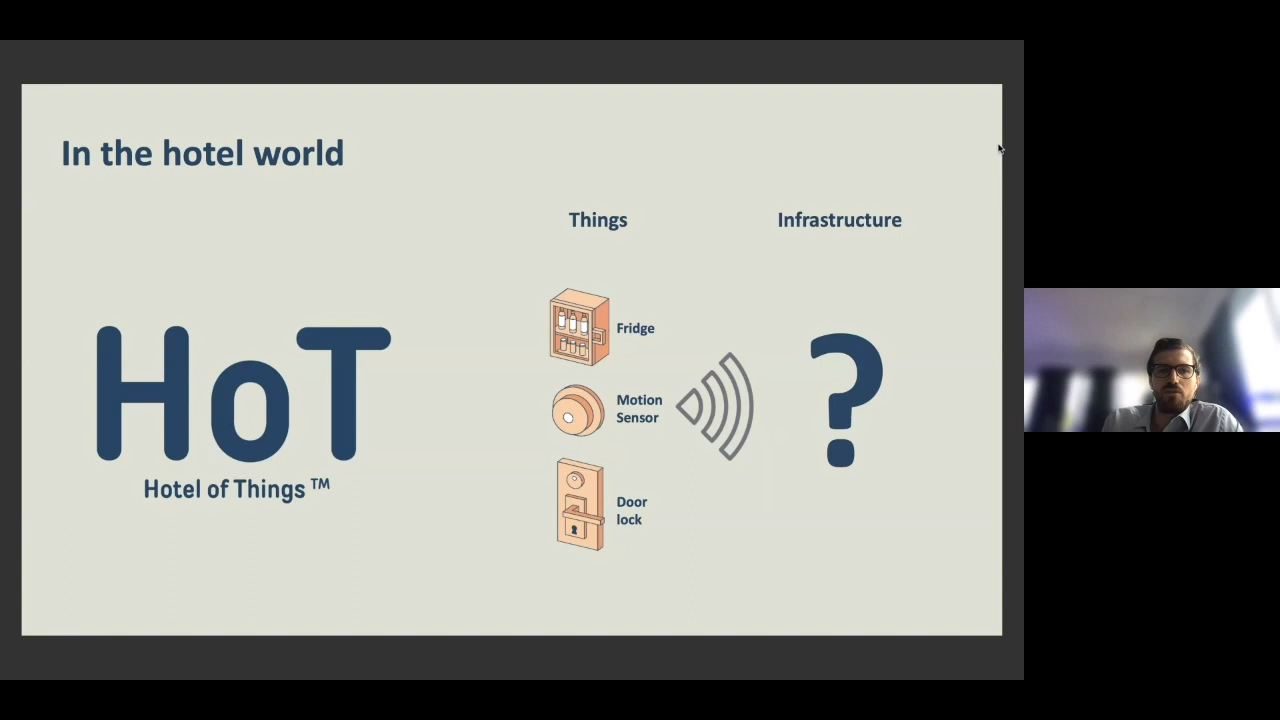 In the hotel world
Things
Infrastructure
HoT
Hotel of Things ™
Fridge
Motion
Sensor
?
Door
lock